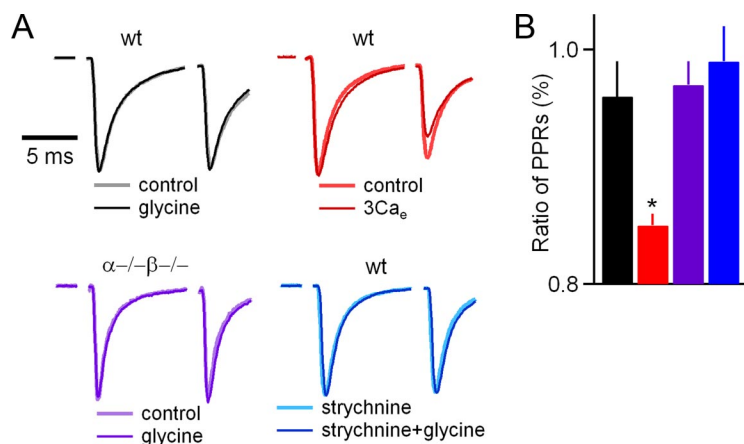 A
wt
wt
5 ms
control
glycine
control
3Caₑ
α−/−β−/−
wt
control
glycine
strychnine
strychnine+glycine
B
Ratio of PPRs (%)
1.0
0.8
*